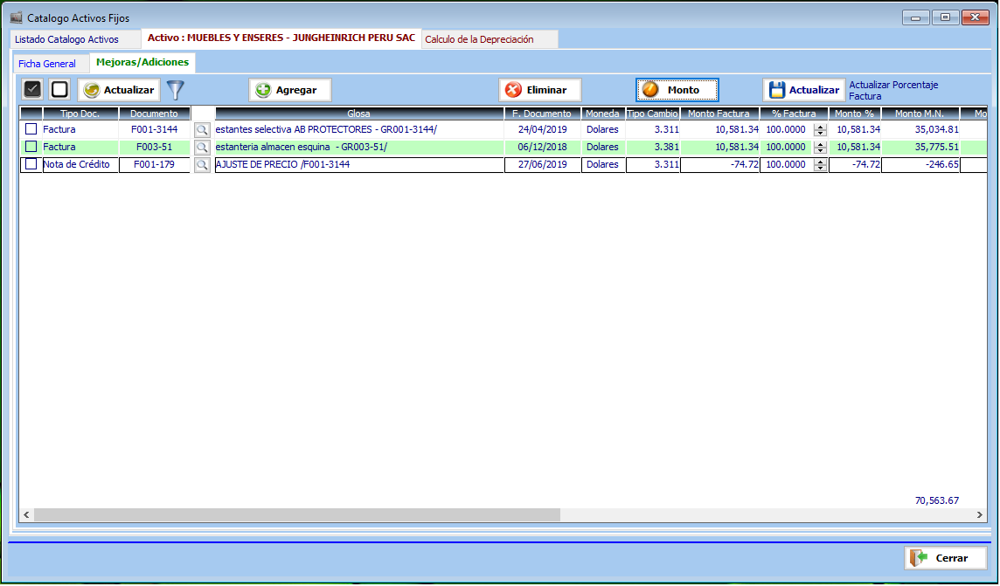 Catalogo Activos Fijos
Listado Catalogo Activos Activo : MUEBLES Y ENSERES - JUNGHEINRICH PERU SAC Calculo de la Depreciación
Ficha General Mejoras/Adiciones
Actualizar Agregar Eliminar Monto Actualizar Actualizar Porcentaje
Factura
Tipo Doc. Documento Glosa F. Documento Moneda Tipo Cambio Monto Factura % Factura Monto % Monto M.N. Mo
Factura F001-3144 estantes selectiva AB PROTECTORES - GR001-3144/ 24/04/2019 Dolares 3.311 10,581.34 100.0000 10,581.34 35,034.81
Factura F003-51 estanteria almacen esquina - GR003-51/ 06/12/2018 Dolares 3.381 10,581.34 100.0000 10,581.34 35,775.51
Nota de Crédito F001-179 AJUSTE DE PRECIO /F001-3144 27/06/2019 Dolares 3.311 -74.72 100.0000 -74.72 -246.65
70,563.67
Cerrar